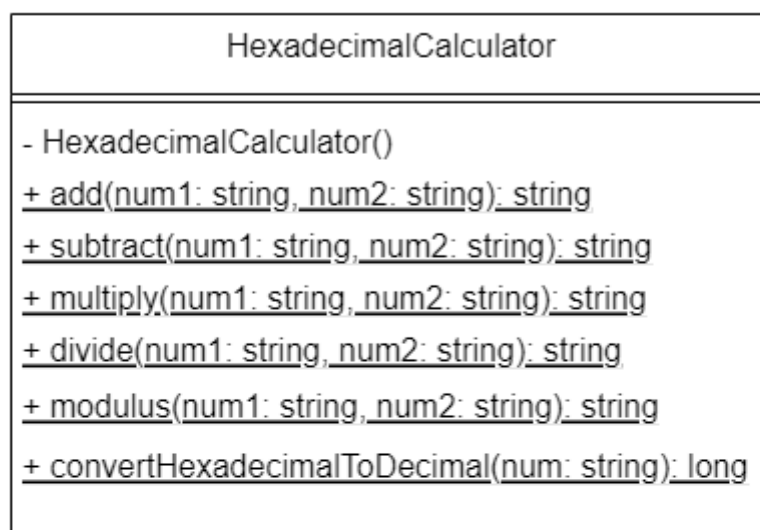 HexadecimalCalculator
- HexadecimalCalculator()
+ add(num1: string, num2: string): string
+ subtract(num1: string, num2: string): string
+ multiply(num1: string, num2: string): string
+ divide(num1: string, num2: string): string
+ modulus(num1: string, num2: string): string
+ convertHexadecimalToDecimal(num: string): long